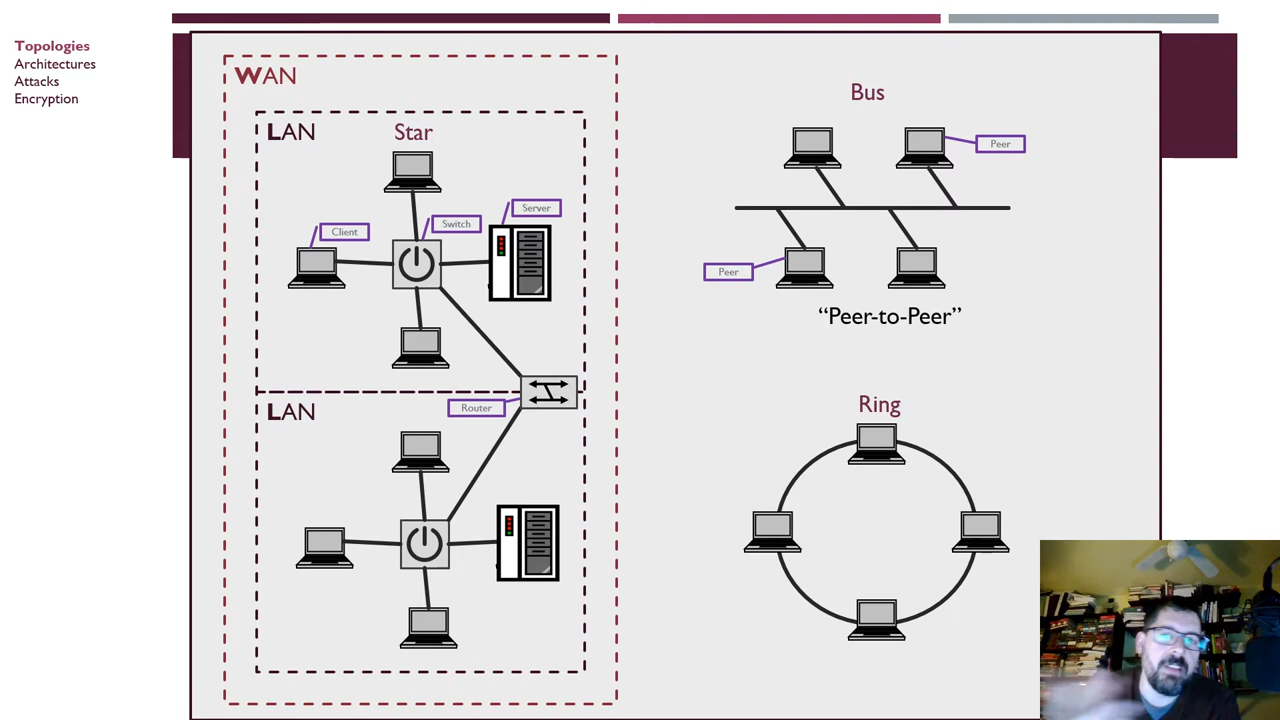 Topologies
Architectures
Attacks
Encryption
WAN
LAN
Star
Client
Switch
Server
Router
LAN
Bus
Peer
Peer
“Peer-to-Peer”
Ring